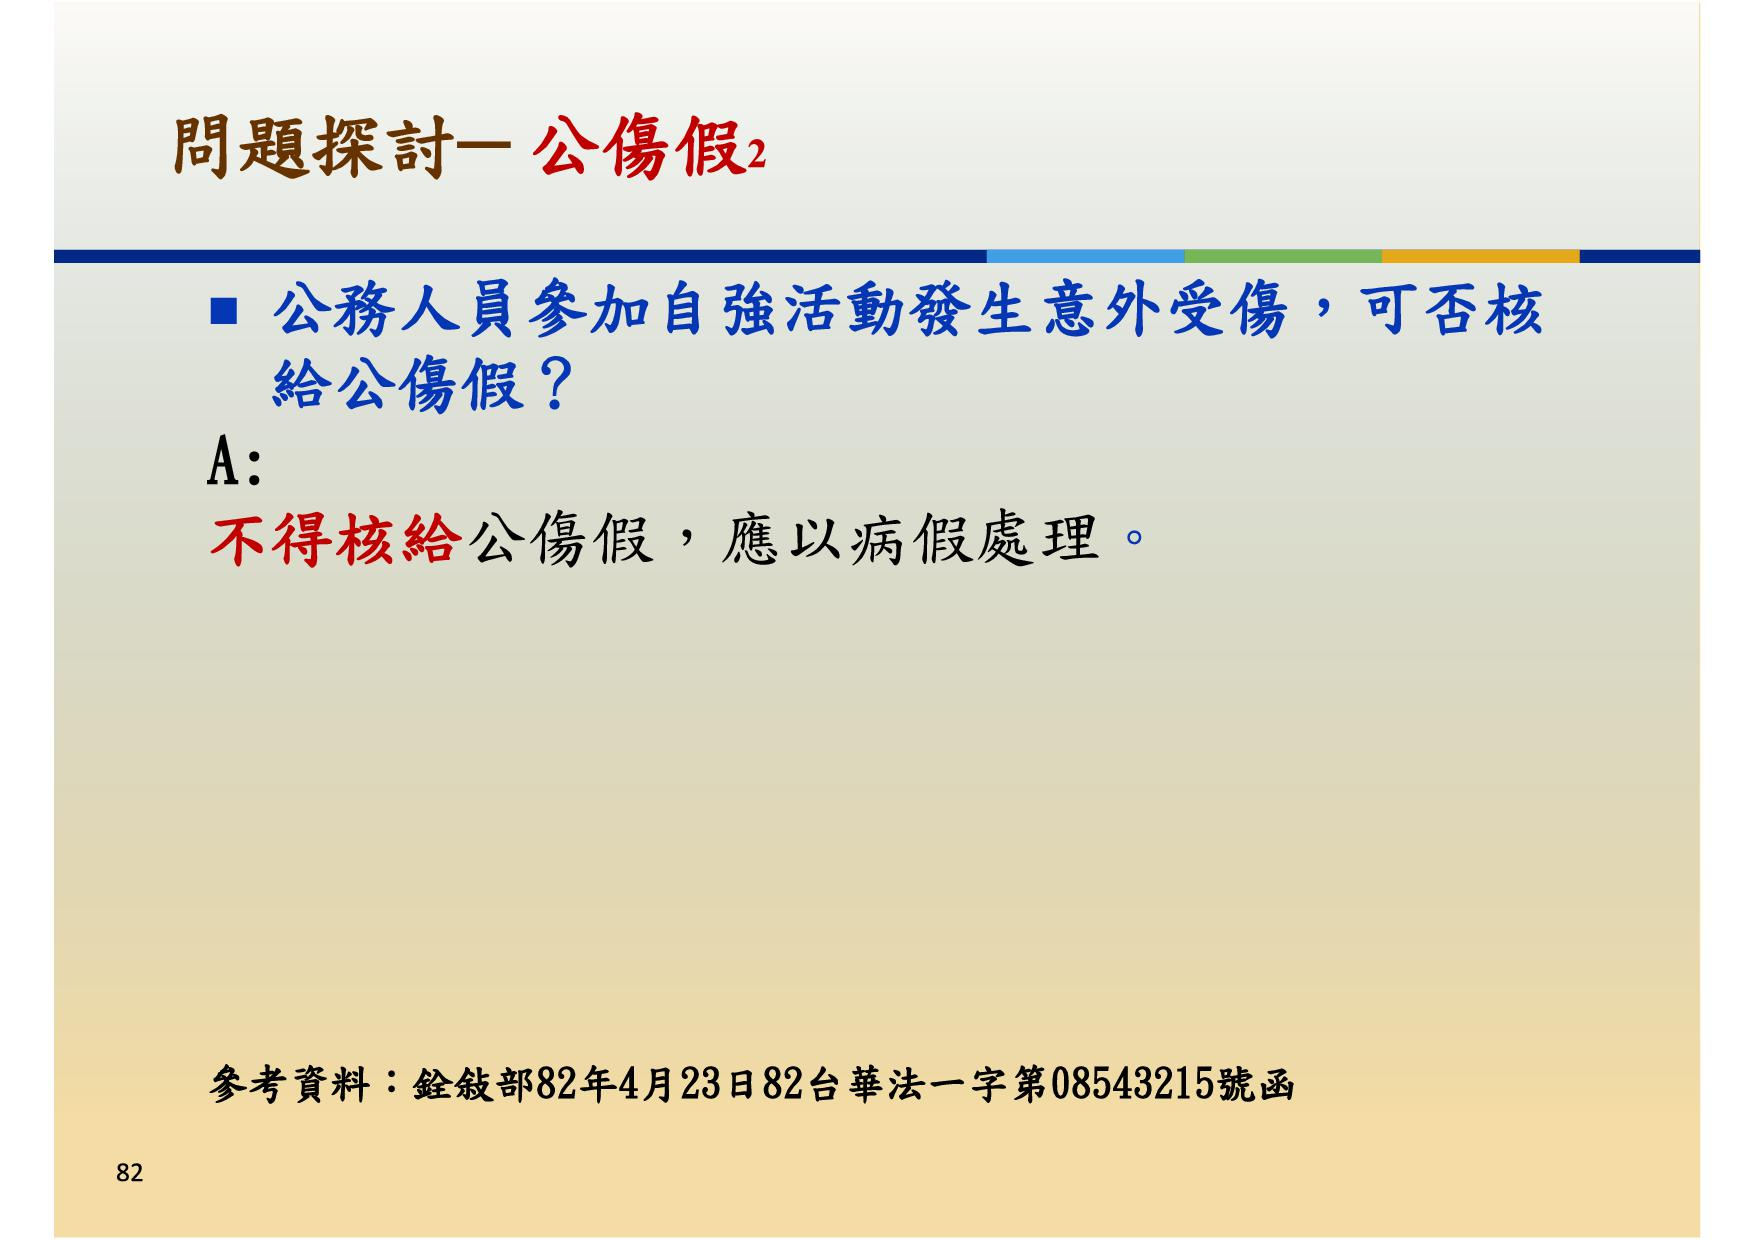 問題探討─ 公傷假2
■ 公務人員參加自強活動發生意外受傷，可否核
給公傷假？
A:
不得核給公傷假，應以病假處理。
參考資料：銓敍部82年4月23日82台華法一字第08543215號函
82